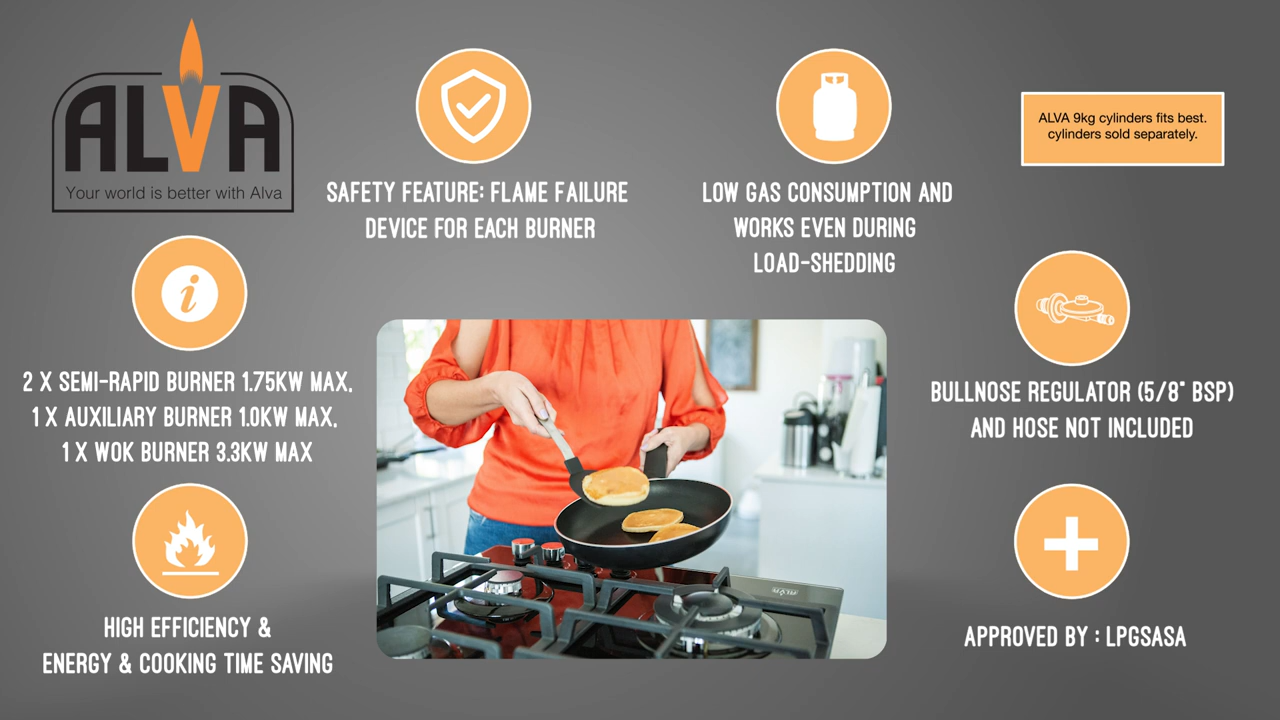 ALVA
Your world is better with Alva
SAFETY FEATURE: FLAME FAILURE
DEVICE FOR EACH BURNER
LOW GAS CONSUMPTION AND
WORKS EVEN DURING
LOAD-SHEDDING
ALVA 9kg cylinders fits best.
cylinders sold separately.
i
2 X SEMI-RAPID BURNER 1.75KW MAX,
1 X AUXILIARY BURNER 1.0KW MAX,
1 X WOK BURNER 3.3KW MAX
BULLNOSE REGULATOR (5/8" BSP)
AND HOSE NOT INCLUDED
HIGH EFFICIENCY &
ENERGY & COOKING TIME SAVING
APPROVED BY : LPGSASA
ALVA